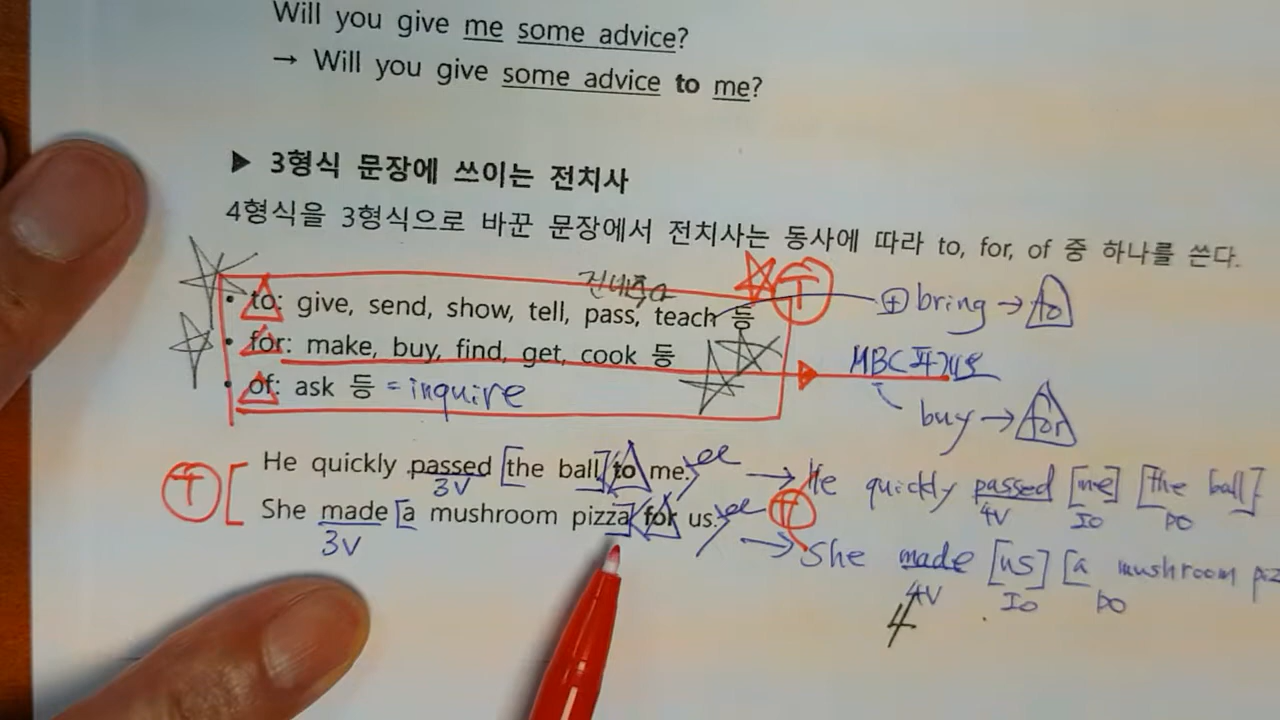 Will you give me some advice?
→ Will you give some advice to me?
▶ 3형식 문장에 쓰이는 전치사
4형식을 3형식으로 바꾼 문장에서 전치사는 동사에 따라 to, for, of 중 하나를 쓴다.
• to: give, send, show, tell, pass, teach 등
T
⊕ bring → to
• for: make, buy, find, get, cook 등
MBC
• of: ask 등 = inquire
buy → for
T
He quickly passed [the ball] to me.
3V
→ He quickly passed [me] [the ball]
4V IO DO
She made [a mushroom pizza] for us.
3V
→ She made [us] [a mushroom piz
4V IO DO
4